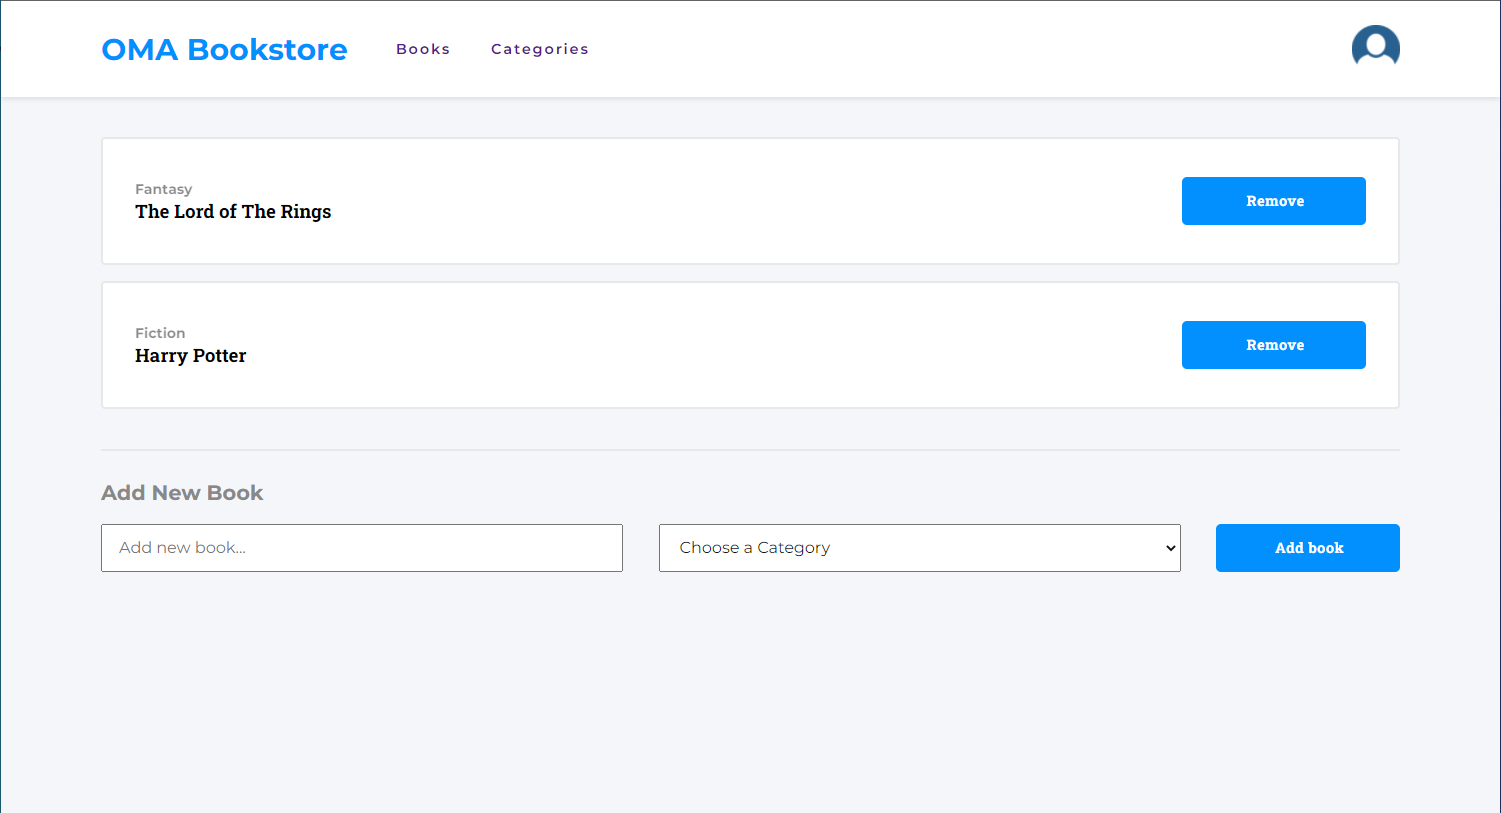 OMA Bookstore
Books
Categories
Fantasy
The Lord of The Rings
Remove
Fiction
Harry Potter
Remove
Add New Book
Add new book...
Choose a Category
Add book